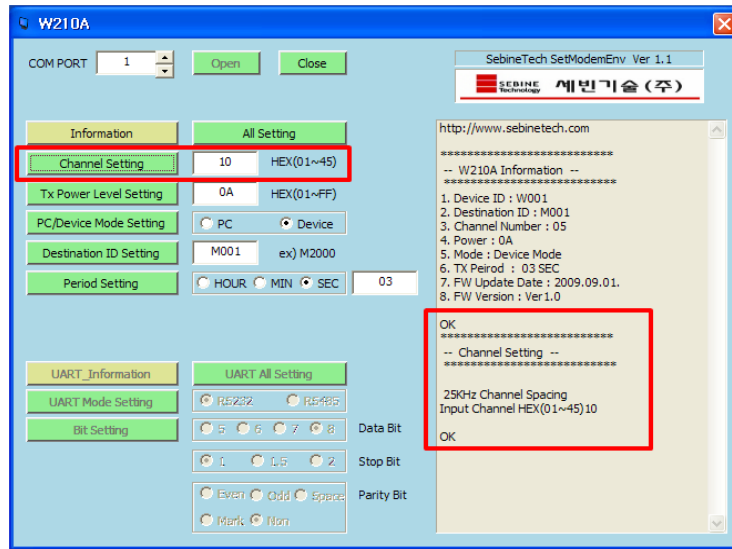 W210A
COM PORT 1 Open Close
SebineTech SetModemEnv Ver 1.1
SEBINE Technology 세빈기술(주)
Information All Setting
Channel Setting 10 HEX(01~45)
Tx Power Level Setting 0A HEX(01~FF)
PC/Device Mode Setting PC Device
Destination ID Setting M001 ex) M2000
Period Setting HOUR MIN SEC 03
UART_Information UART All Setting
UART Mode Setting RS232 RS485
Bit Setting 5 6 7 8 Data Bit
1 1.5 2 Stop Bit
Even Odd Space Parity Bit
Mark Non
http://www.sebinetech.com
**************************
-- W210A Information --
**************************
1. Device ID : W001
2. Destination ID : M001
3. Channel Number : 05
4. Power : 0A
5. Mode : Device Mode
6. TX Peirod : 03 SEC
7. FW Update Date : 2009.09.01.
8. FW Version : Ver1.0
OK
**************************
-- Channel Setting --
**************************
25KHz Channel Spacing
Input Channel HEX(01~45)10
OK